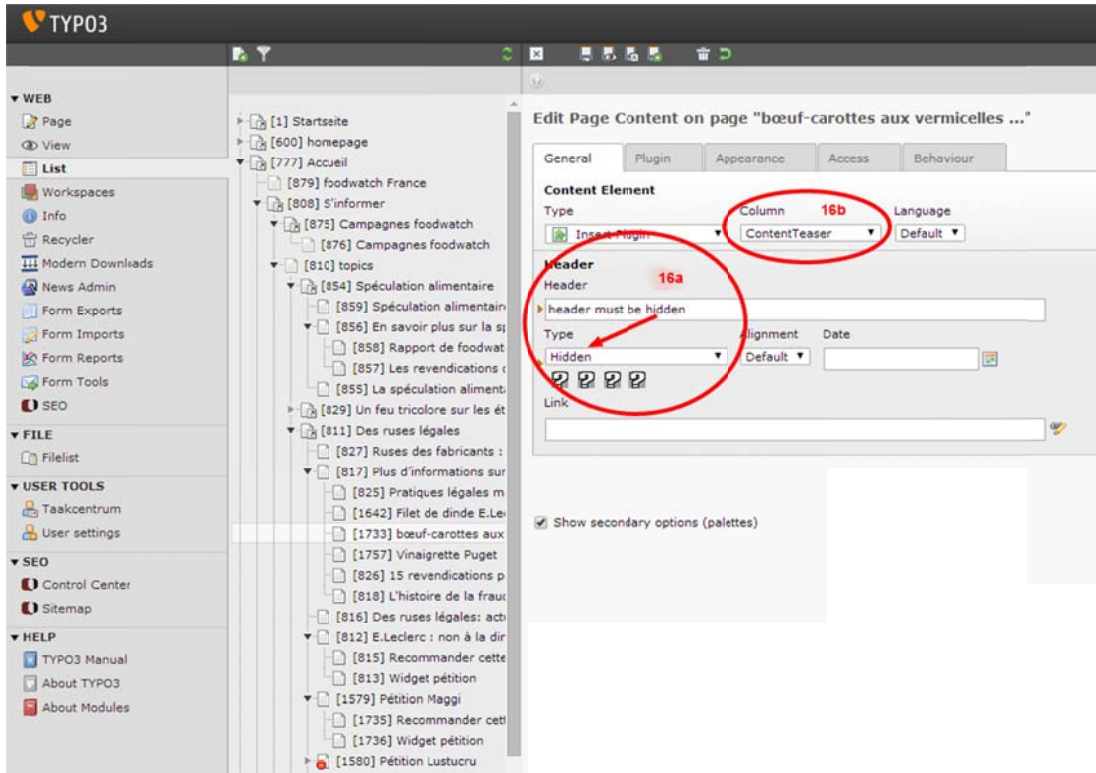 TYPO3
WEB
Page
View
List
Workspaces
Info
Recycler
Modern Downloads
News Admin
Form Exports
Form Imports
Form Reports
Form Tools
SEO
FILE
Filelist
USER TOOLS
Taakcentrum
User settings
SEO
Control Center
Sitemap
HELP
TYPO3 Manual
About TYPO3
About Modules
[1] Startseite
[600] homepage
[777] Accueil
[879] foodwatch France
[808] S'informer
[875] Campagnes foodwatch
[876] Campagnes foodwatch
[810] topics
[854] Spéculation alimentaire
[859] Spéculation alimentair
[856] En savoir plus sur la s
[858] Rapport de foodwat
[857] Les revendications
[855] La spéculation aliment
[829] Un feu tricolore sur les ét
[811] Des ruses légales
[827] Ruses des fabricants :
[817] Plus d'informations sur
[825] Pratiques légales m
[1642] Filet de dinde E.Le
[1733] bœuf-carottes aux
[1757] Vinaigrette Puget
[826] 15 revendications p
[818] L'histoire de la frau
[816] Des ruses légales: act
[812] E.Leclerc : non à la dir
[815] Recommander cette
[813] Widget pétition
[1579] Pétition Maggi
[1735] Recommander cett
[1736] Widget pétition
[1580] Pétition Lustucru
Edit Page Content on page "bœuf-carottes aux vermicelles ..."
General Plugin Appearance Access Behaviour
Content Element
Type Column 16b Language
Insert Plugin ContentTeaser Default
Header
Header 16a
header must be hidden
Type Alignment Date
Hidden Default
Link
Show secondary options (palettes)